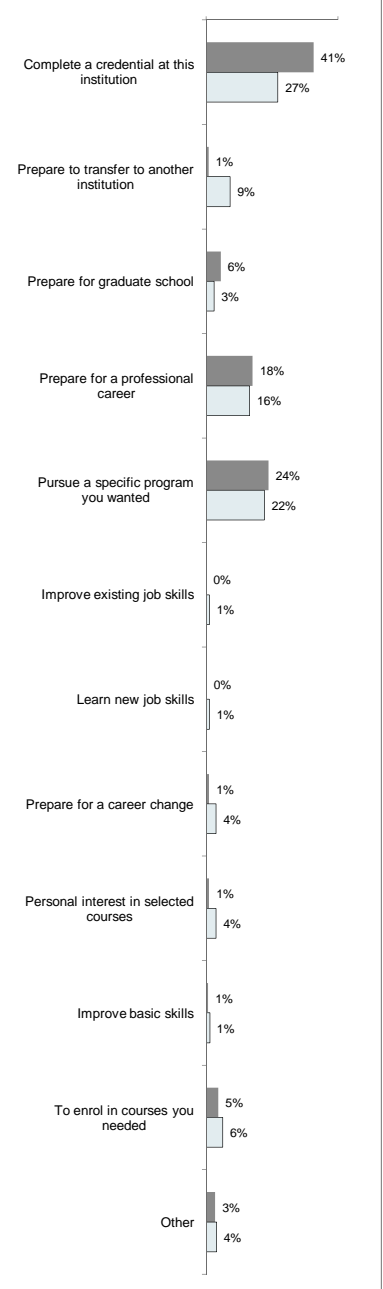 Complete a credential at this
institution
41%
27%
Prepare to transfer to another
institution
1%
9%
Prepare for graduate school
6%
3%
Prepare for a professional
career
18%
16%
Pursue a specific program
you wanted
24%
22%
Improve existing job skills
0%
1%
Learn new job skills
0%
1%
Prepare for a career change
1%
4%
Personal interest in selected
courses
1%
4%
Improve basic skills
1%
1%
To enrol in courses you
needed
5%
6%
Other
3%
4%